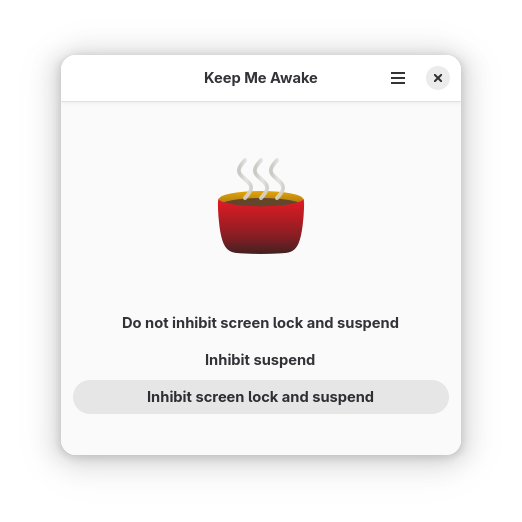 Keep Me Awake
Do not inhibit screen lock and suspend
Inhibit suspend
Inhibit screen lock and suspend